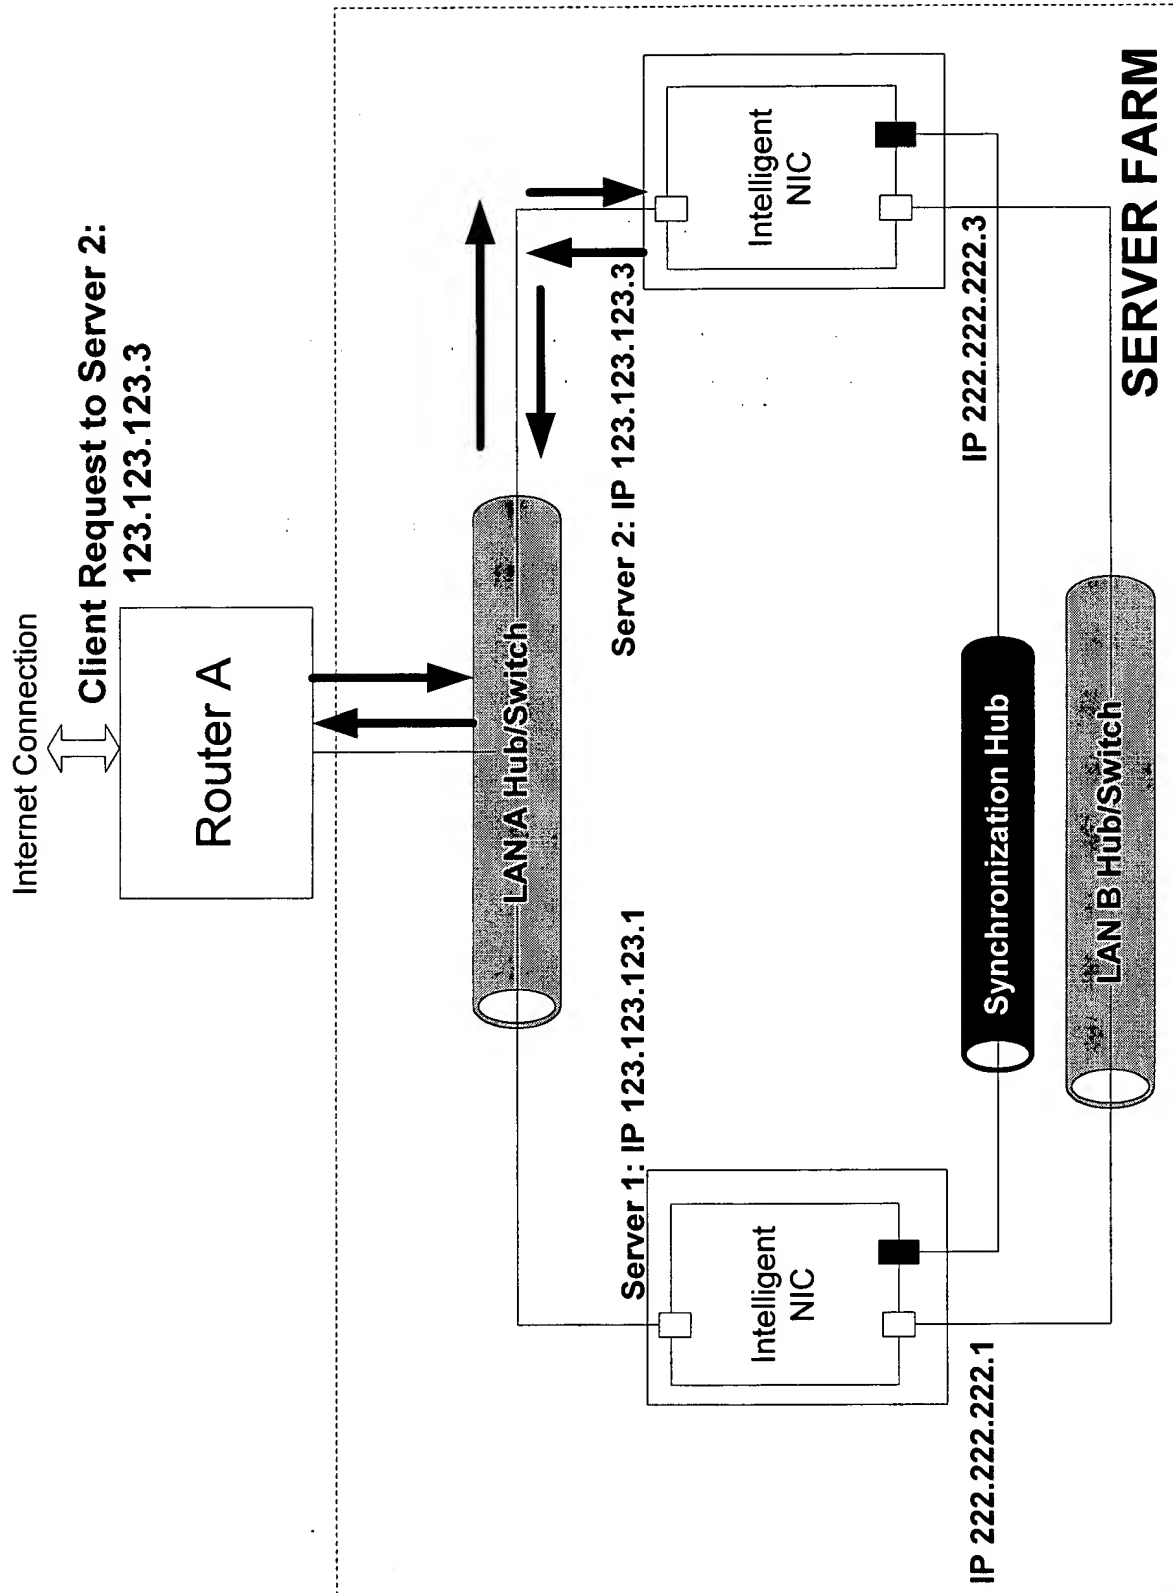 Internet Connection
Client Request to Server 2:
123.123.123.3
Router A
LAN A Hub/Switch
Server 1: IP 123.123.123.1
Server 2: IP 123.123.123.3
Intelligent
NIC
Intelligent
NIC
IP 222.222.222.1
IP 222.222.222.3
Synchronization Hub
LAN B Hub/Switch
SERVER FARM